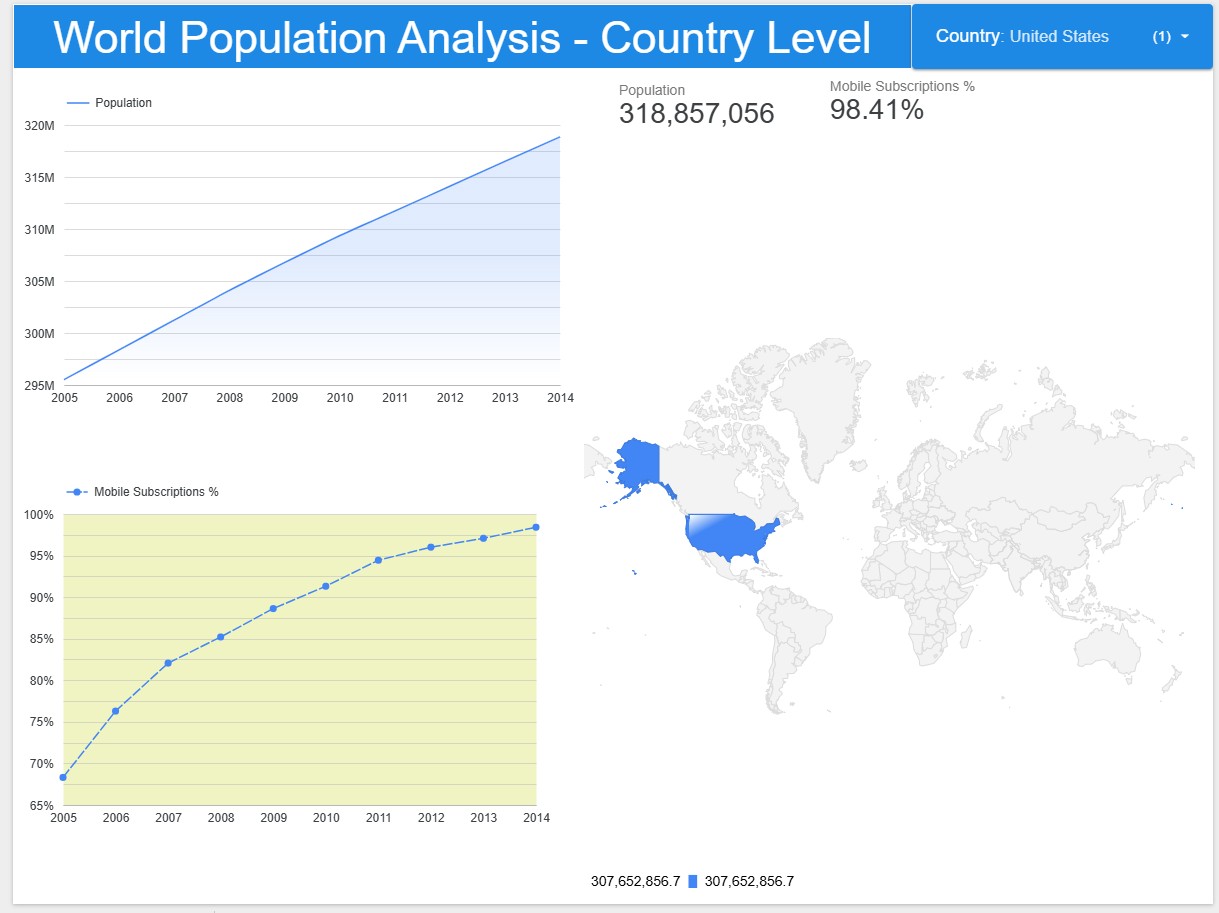 World Population Analysis - Country Level
Country: United States (1)
Population
320M
315M
310M
305M
300M
295M
2005 2006 2007 2008 2009 2010 2011 2012 2013 2014
Population
318,857,056
Mobile Subscriptions %
98.41%
Mobile Subscriptions %
100%
95%
90%
85%
80%
75%
70%
65%
2005 2006 2007 2008 2009 2010 2011 2012 2013 2014
307,652,856.7 307,652,856.7